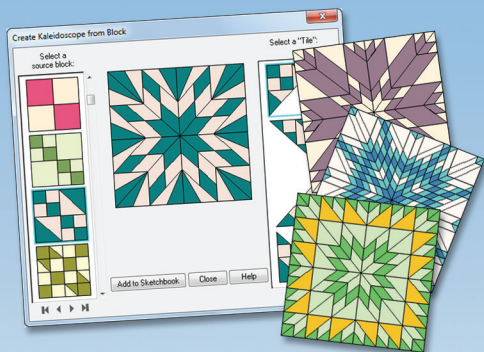 Create Kaleidoscope from Block
Select a
source block:
Select a "Tile":
Add to Sketchbook
Close
Help